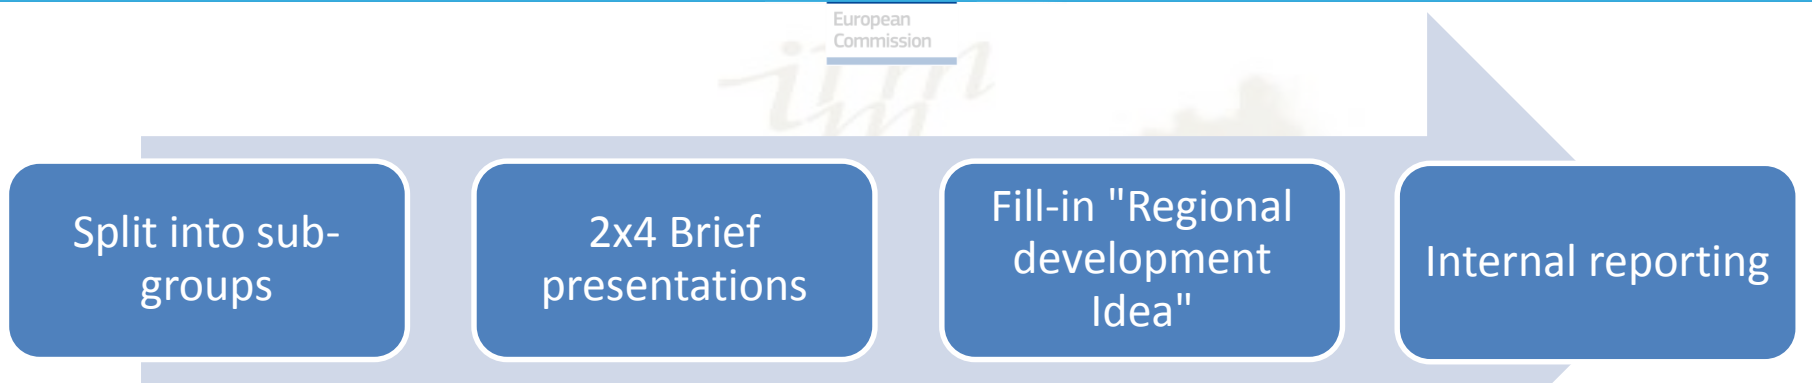 European
Commission
Split into sub-
groups
2x4 Brief
presentations
Fill-in "Regional
development
Idea"
Internal reporting